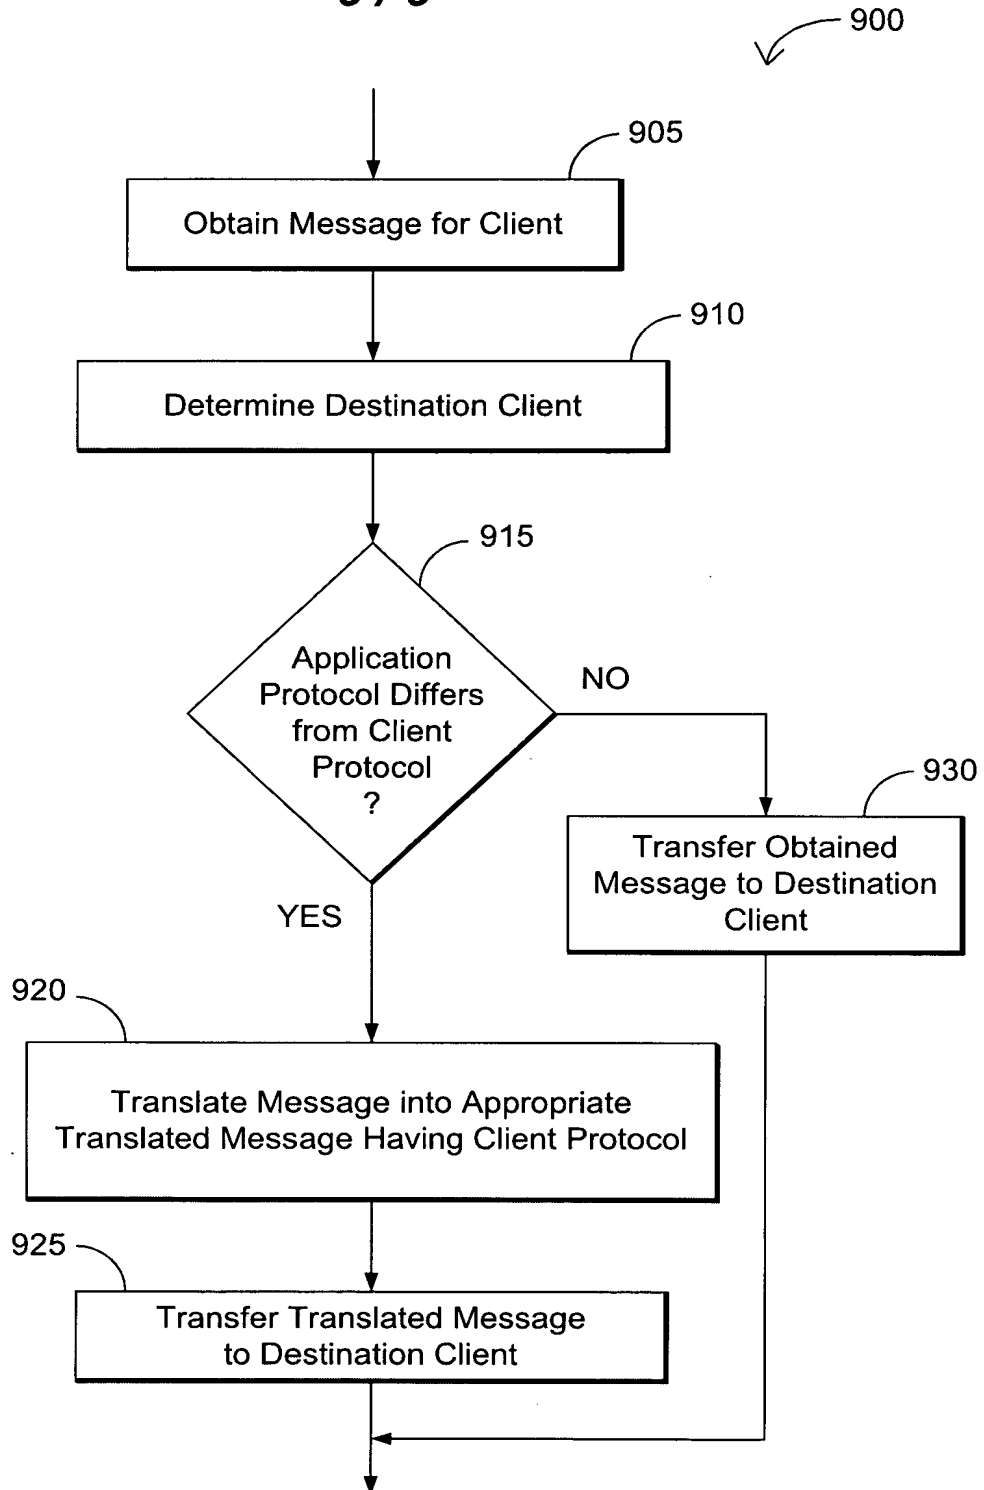 900
905
Obtain Message for Client
910
Determine Destination Client
915
Application
Protocol Differs
from Client
Protocol
?
NO
930
Transfer Obtained
Message to Destination
Client
YES
920
Translate Message into Appropriate
Translated Message Having Client Protocol
925
Transfer Translated Message
to Destination Client